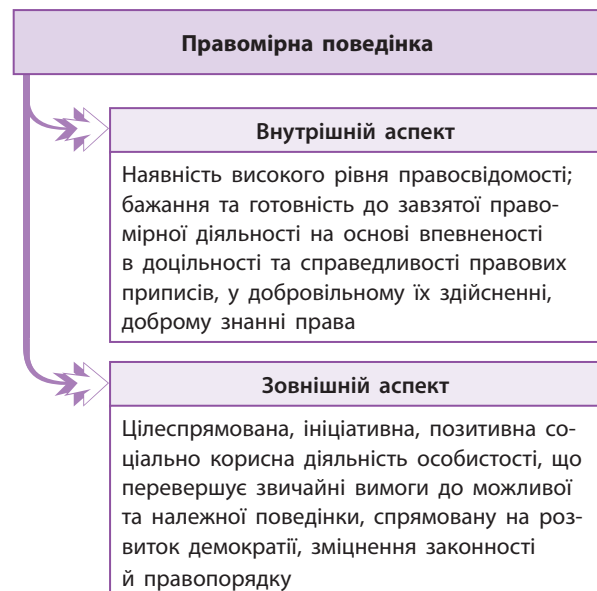 Правомірна поведінка
Внутрішній аспект
Наявність високого рівня правосвідомості;
бажання та готовність до завзятої право-
мірної діяльності на основі впевненості
в доцільності та справедливості правових
приписів, у добровільному їх здійсненні,
доброму знанні права
Зовнішній аспект
Цілеспрямована, ініціативна, позитивна со-
ціально корисна діяльність особистості, що
перевершує звичайні вимоги до можливої
та належної поведінки, спрямовану на роз-
виток демократії, зміцнення законності
й правопорядку